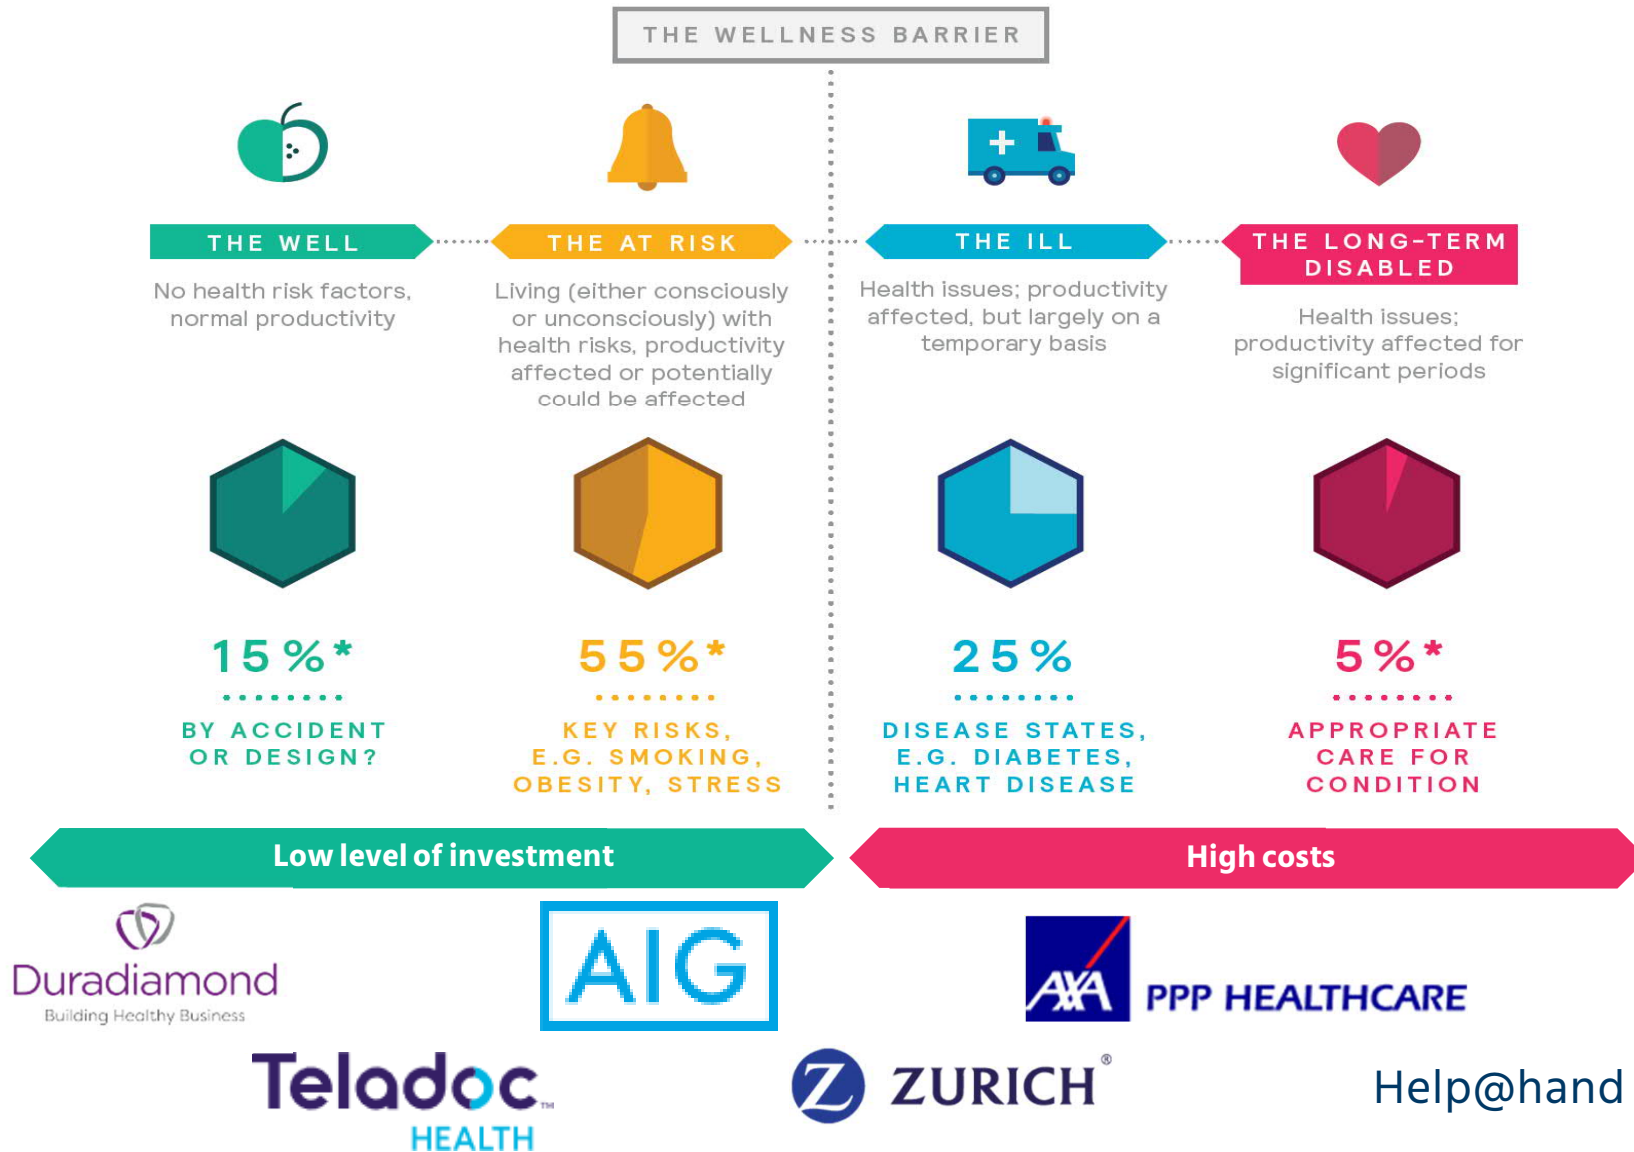 THE WELLNESS BARRIER
THE WELL
No health risk factors,
normal productivity
15%*
BY ACCIDENT
OR DESIGN?
THE AT RISK
Living (either consciously
or unconsciously) with
health risks, productivity
affected or potentially
could be affected
55%*
KEY RISKS,
E.G. SMOKING,
OBESITY, STRESS
THE ILL
Health issues; productivity
affected, but largely on a
temporary basis
25%
DISEASE STATES,
E.G. DIABETES,
HEART DISEASE
THE LONG-TERM
DISABLED
Health issues;
productivity affected for
significant periods
5%*
APPROPRIATE
CARE FOR
CONDITION
Low level of investment
High costs
Duradiamond
Building Healthy Business
AIG
AXA PPP HEALTHCARE
Teladoc™
HEALTH
Z ZURICH®
Help@hand